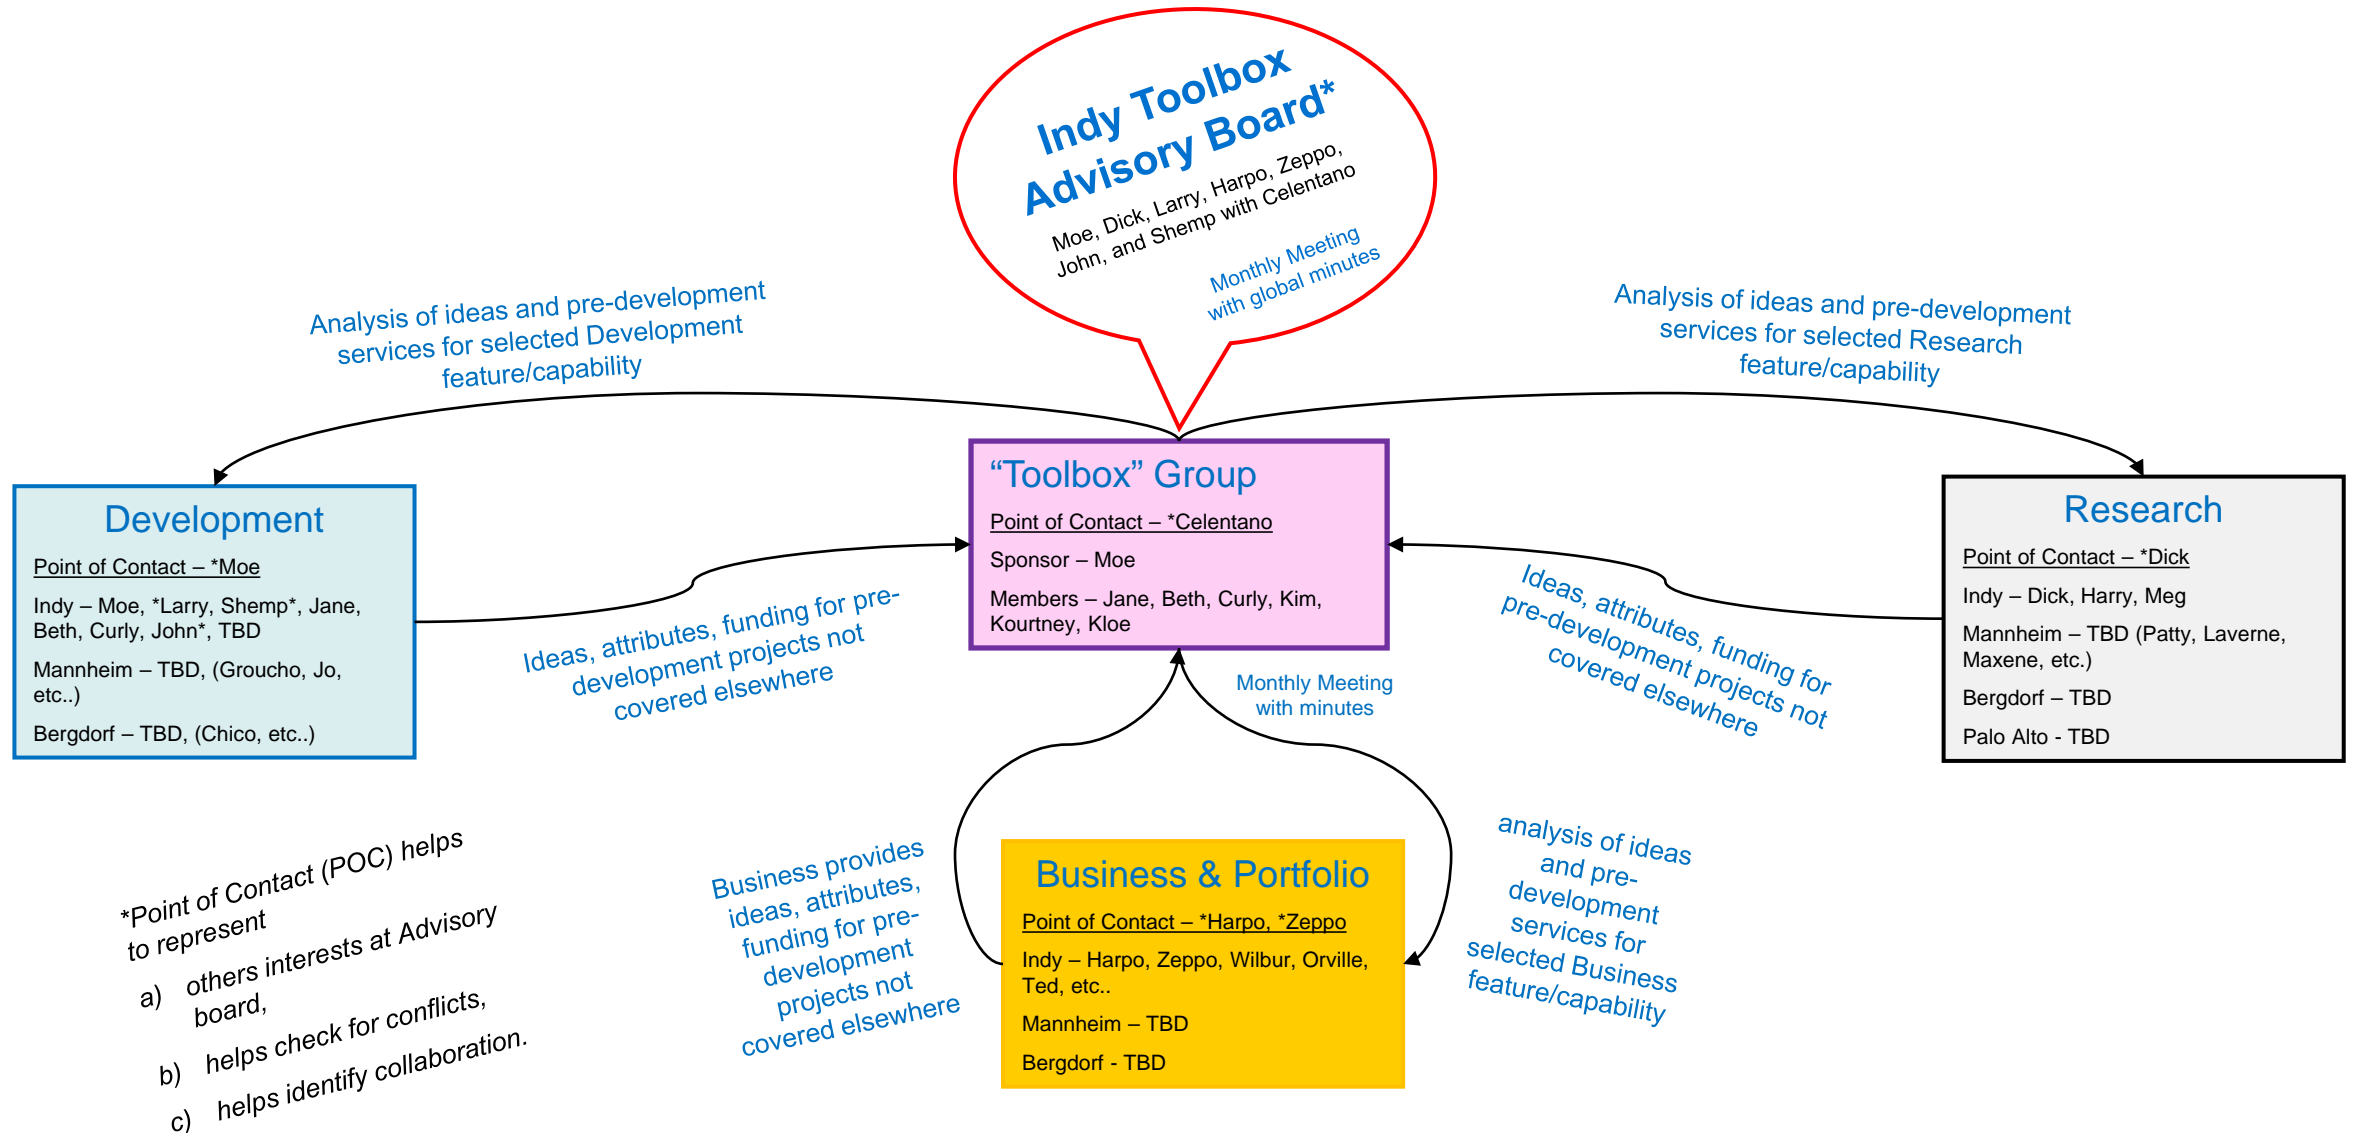 Indy Toolbox
Advisory Board*
Moe, Dick, Larry, Harpo, Zeppo,
John, and Shemp with Celentano
Monthly Meeting
with global minutes
Analysis of ideas and pre-development
services for selected Development
feature/capability
Analysis of ideas and pre-development
services for selected Research
feature/capability
Development
Point of Contact – *Moe
Indy – Moe, *Larry, Shemp*, Jane,
Beth, Curly, John*, TBD
Mannheim – TBD, (Groucho, Jo,
etc..)
Bergdorf – TBD, (Chico, etc..)
Ideas, attributes, funding for pre-
development projects not
covered elsewhere
“Toolbox” Group
Point of Contact – *Celentano
Sponsor – Moe
Members – Jane, Beth, Curly, Kim,
Kourtney, Kloe
Monthly Meeting
with minutes
Ideas, attributes, funding for
pre-development projects not
covered elsewhere
Research
Point of Contact – *Dick
Indy – Dick, Harry, Meg
Mannheim – TBD (Patty, Laverne,
Maxene, etc.)
Bergdorf – TBD
Palo Alto - TBD
*Point of Contact (POC) helps
to represent
a) others interests at Advisory
board,
b) helps check for conflicts,
c) helps identify collaboration.
Business provides
ideas, attributes,
funding for pre-
development
projects not
covered elsewhere
Business & Portfolio
Point of Contact – *Harpo, *Zeppo
Indy – Harpo, Zeppo, Wilbur, Orville,
Ted, etc..
Mannheim – TBD
Bergdorf - TBD
analysis of ideas
and pre-
development
services for
selected Business
feature/capability